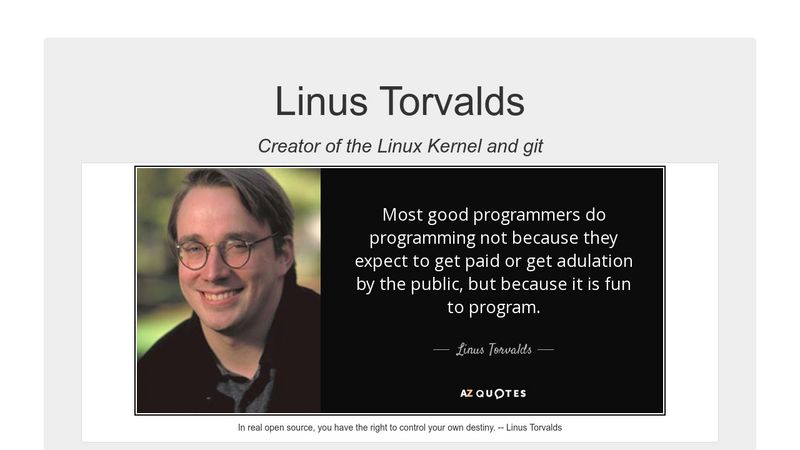 Linus Torvalds
Creator of the Linux Kernel and git
Most good programmers do
programming not because they
expect to get paid or get adulation
by the public, but because it is fun
to program.
Linus Torvalds
AZ QUOTES
In real open source, you have the right to control your own destiny. -- Linus Torvalds